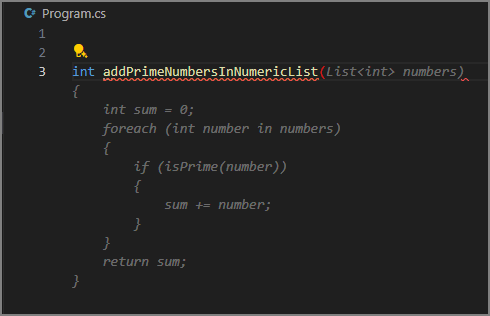 C# Program.cs
1
2
3 int addPrimeNumbersInNumericList(List<int> numbers)
{
    int sum = 0;
    foreach (int number in numbers)
    {
        if (isPrime(number))
        {
            sum += number;
        }
    }
    return sum;
}